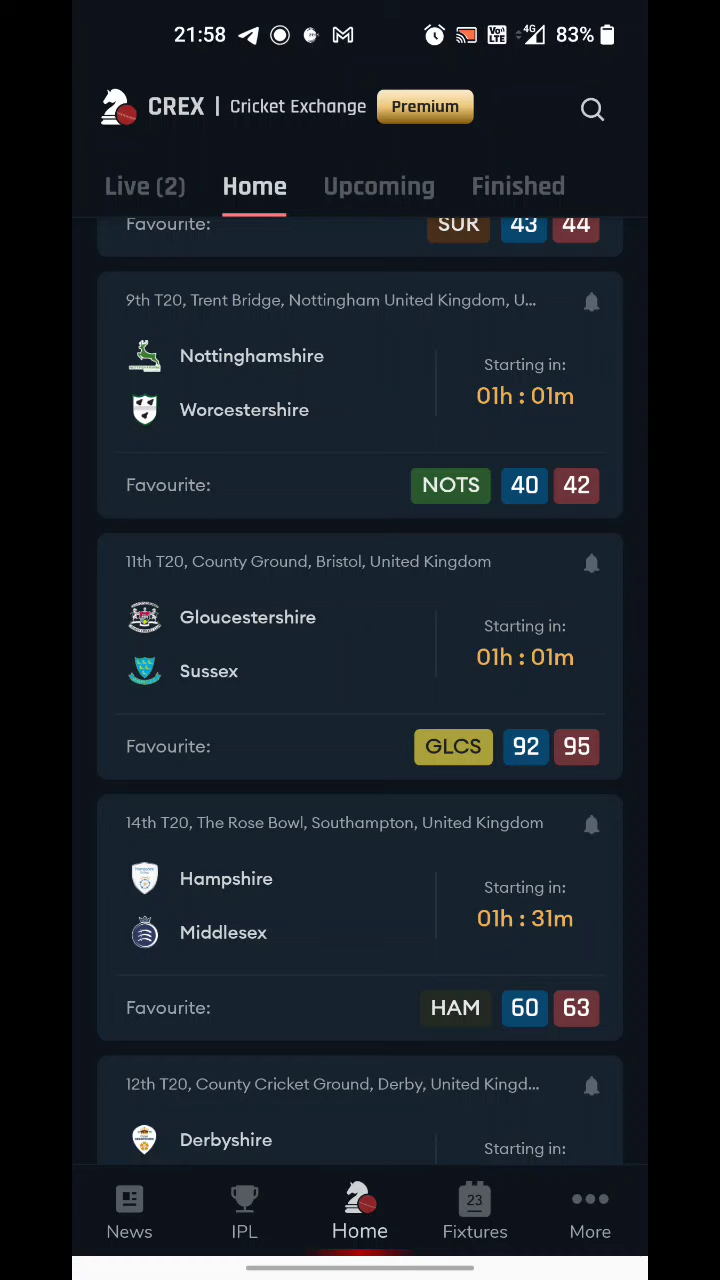 21:58 Vo LTE 4G 83%
CREX | Cricket Exchange Premium
Live (2) Home Upcoming Finished
Favourite: SUR 43 44
9th T20, Trent Bridge, Nottingham United Kingdom, U...
Nottinghamshire
Worcestershire
Starting in:
01h : 01m
Favourite: NOTS 40 42
11th T20, County Ground, Bristol, United Kingdom
Gloucestershire
Sussex
Starting in:
01h : 01m
Favourite: GLCS 92 95
14th T20, The Rose Bowl, Southampton, United Kingdom
Hampshire
Middlesex
Starting in:
01h : 31m
Favourite: HAM 60 63
12th T20, County Cricket Ground, Derby, United Kingd...
Derbyshire
Starting in:
23
News IPL Home Fixtures More